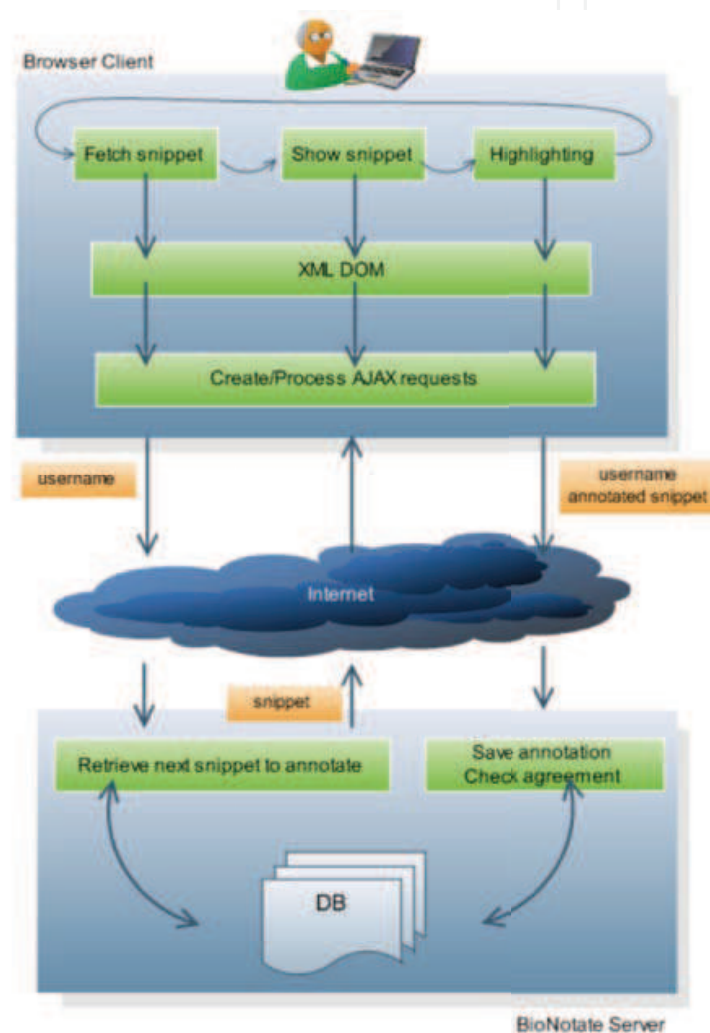 Browser Client
Fetch snippet
Show snippet
Highlighting
XML DOM
Create/Process AJAX requests
username
username
annotated snippet
Internet
snippet
Retrieve next snippet to annotate
Save annotation
Check agreement
DB
BioNotate Server